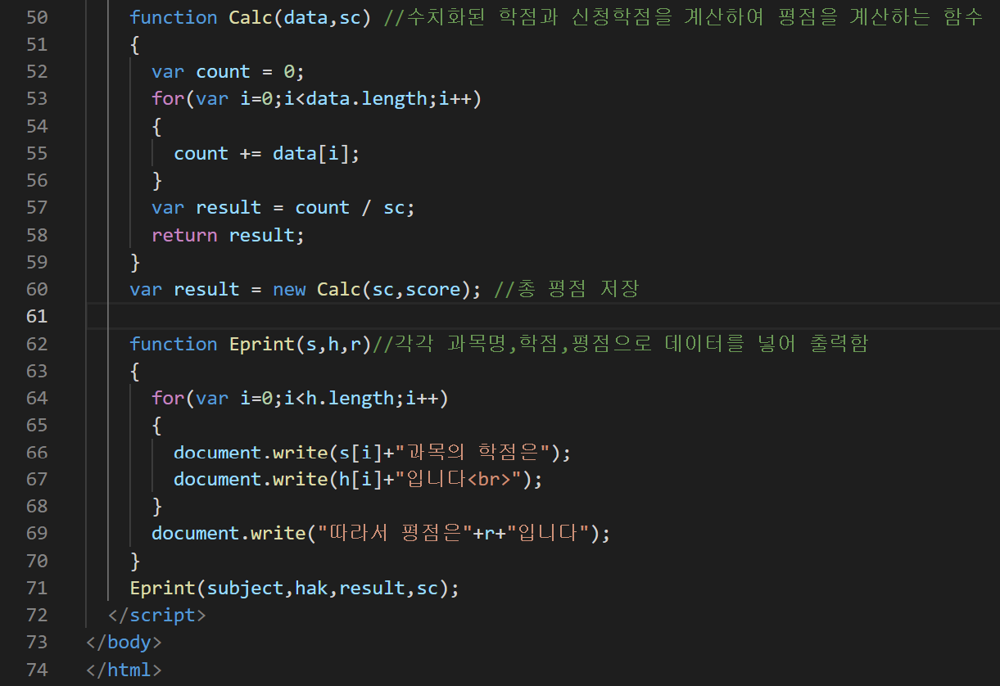 50 function Calc(data,sc) //수치화된 학점과 신청학점을 계산하여 평점을 계산하는 함수
51 {
52 var count = 0;
53 for(var i=0;i<data.length;i++)
54 {
55 count += data[i];
56 }
57 var result = count / sc;
58 return result;
59 }
60 var result = new Calc(sc,score); //총 평점 저장
61
62 function Eprint(s,h,r)//각각 과목명,학점,평점으로 데이터를 넣어 출력함
63 {
64 for(var i=0;i<h.length;i++)
65 {
66 document.write(s[i]+"과목의 학점은");
67 document.write(h[i]+"입니다<br>");
68 }
69 document.write("따라서 평점은"+r+"입니다");
70 }
71 Eprint(subject,hak,result,sc);
72 </script>
73 </body>
74 </html>